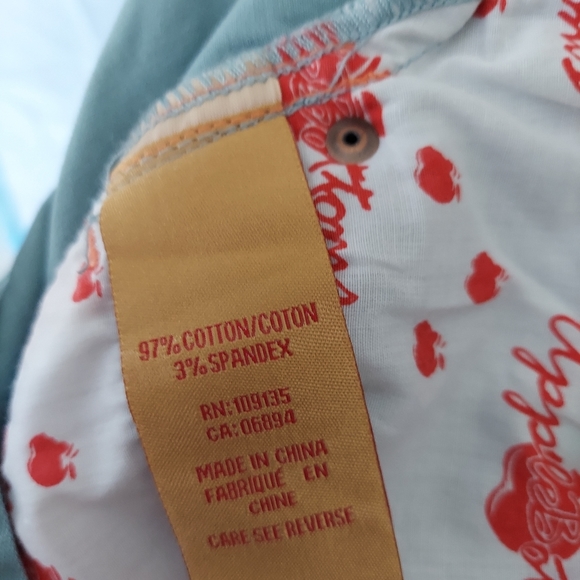 97% COTTON/COTON
3% SPANDEX
RN: 109135
CA: 06894
MADE IN CHINA
FABRIQUÉ EN
CHINE
CARE SEE REVERSE